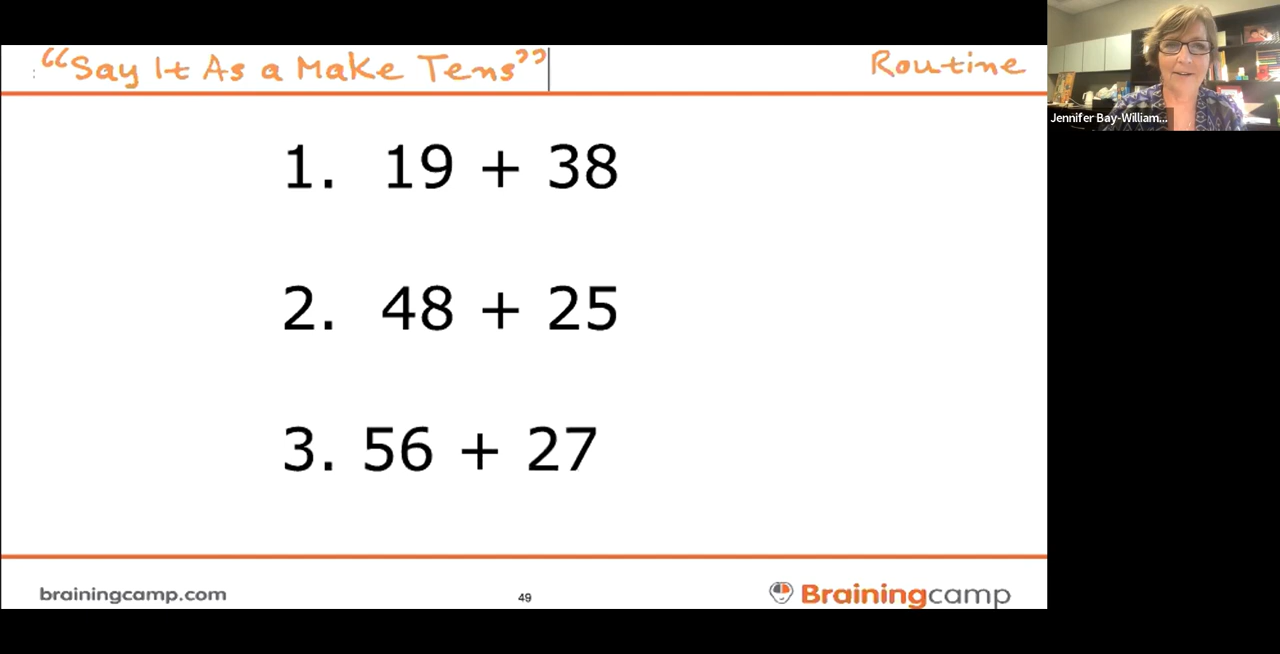 “Say It As a Make Tens” Routine
Jennifer Bay-William...
1. 19 + 38
2. 48 + 25
3. 56 + 27
brainingcamp.com 49 Brainingcamp